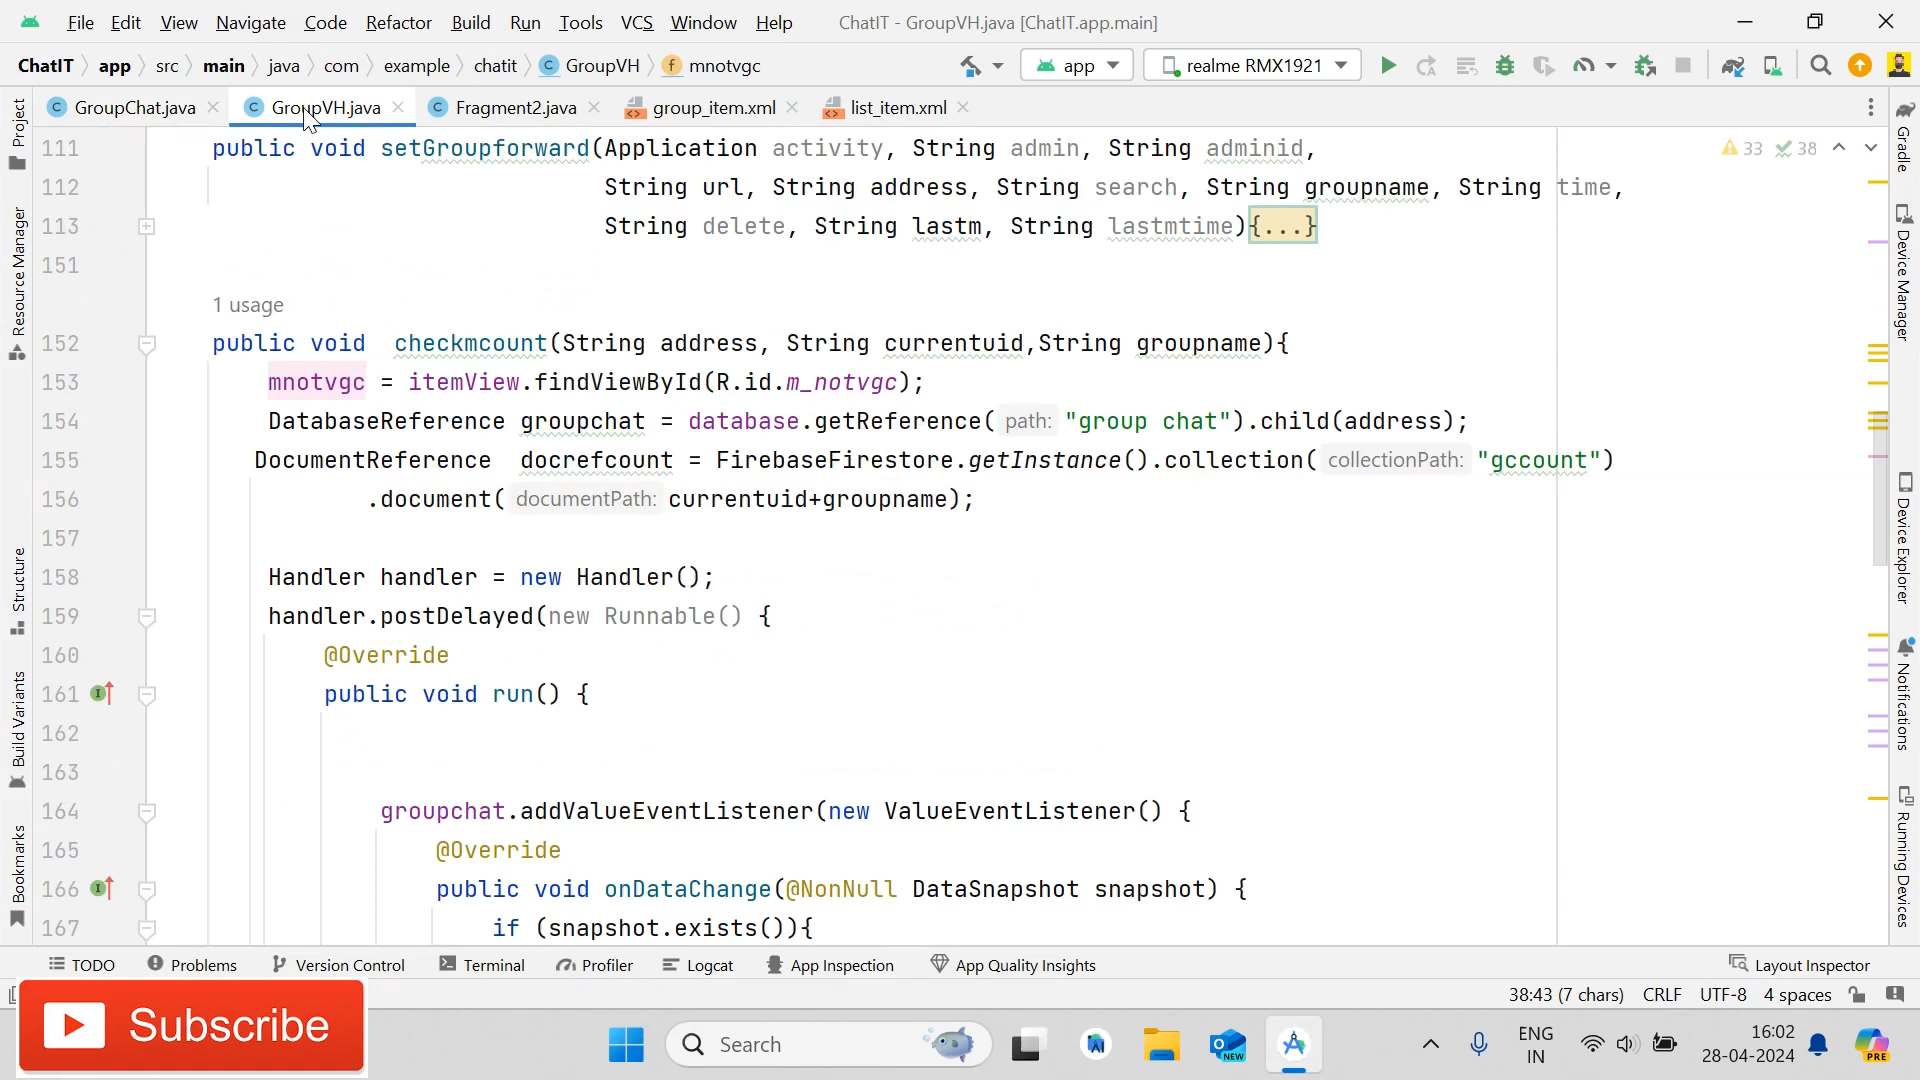 File Edit View Navigate Code Refactor Build Run Tools VCS Window Help ChatIT - GroupVH.java [ChatIT.app.main]
ChatIT app src main java com example chatit GroupVH mnotvgc app realme RMX1921
GroupChat.java GroupVH.java Fragment2.java group_item.xml list_item.xml
Project
Resource Manager
Structure
Build Variants
Bookmarks
111 public void setGroupforward(Application activity, String admin, String adminid,
33 38
112 String url, String address, String search, String groupname, String time,
113 String delete, String lastm, String lastmtime){...}
151
1 usage
152 public void checkmcount(String address, String currentuid,String groupname){
153 mnotvgc = itemView.findViewById(R.id.m_notvgc);
154 DatabaseReference groupchat = database.getReference( path: "group chat").child(address);
155 DocumentReference docrefcount = FirebaseFirestore.getInstance().collection( collectionPath: "gccount")
156 .document( documentPath: currentuid+groupname);
157
158 Handler handler = new Handler();
159 handler.postDelayed(new Runnable() {
160 @Override
161 public void run() {
162
163
164 groupchat.addValueEventListener(new ValueEventListener() {
165 @Override
166 public void onDataChange(@NonNull DataSnapshot snapshot) {
167 if (snapshot.exists()){
Gradle
Device Manager
Device Explorer
Notifications
Running Devices
TODO Problems Version Control Terminal Profiler Logcat App Inspection App Quality Insights Layout Inspector
38:43 (7 chars) CRLF UTF-8 4 spaces
Subscribe
Search
NEW
ENG
IN
16:02
28-04-2024
PRE